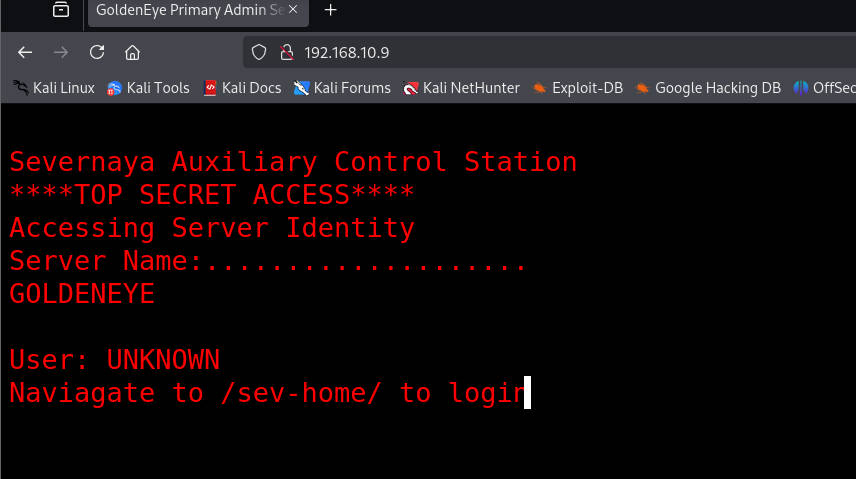 GoldenEye Primary Admin Se
192.168.10.9
Kali Linux
Kali Tools
Kali Docs
Kali Forums
Kali NetHunter
Exploit-DB
Google Hacking DB
OffSec
Severnaya Auxiliary Control Station
****TOP SECRET ACCESS****
Accessing Server Identity
Server Name:....................
GOLDENEYE
User: UNKNOWN
Naviagate to /sev-home/ to login